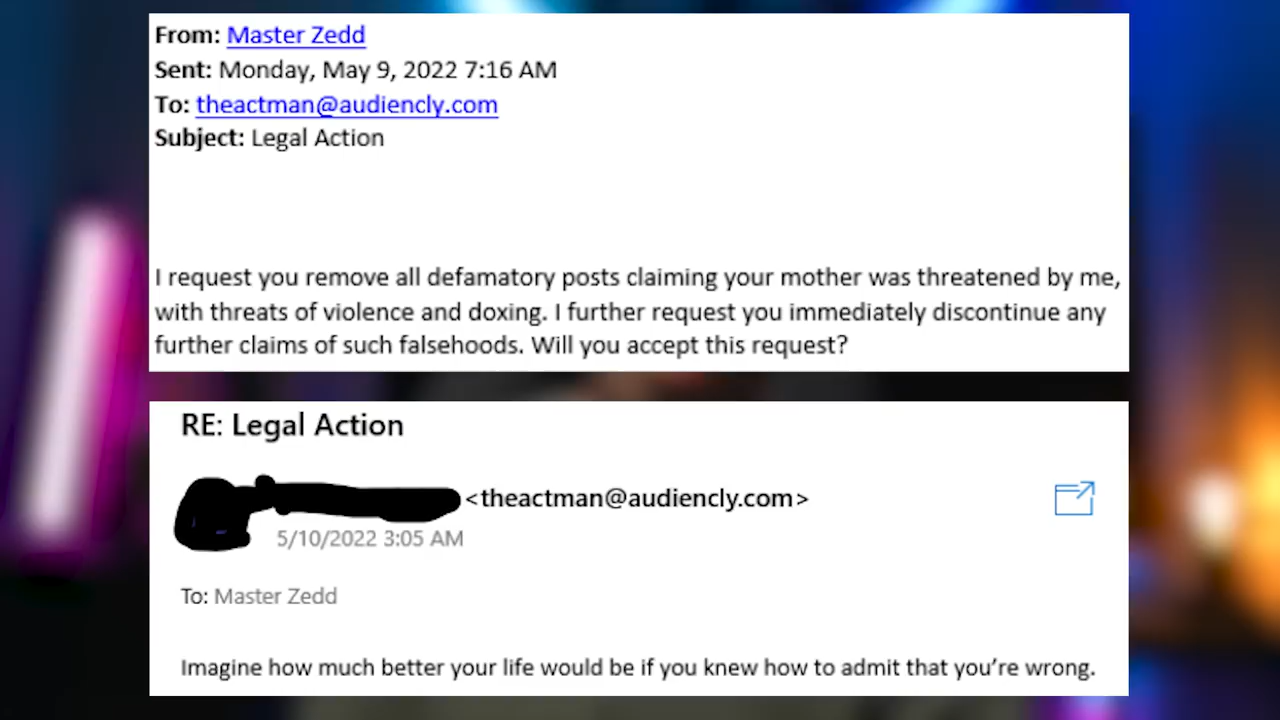 From: Master Zedd
Sent: Monday, May 9, 2022 7:16 AM
To: theactman@audiencly.com
Subject: Legal Action
I request you remove all defamatory posts claiming your mother was threatened by me,
with threats of violence and doxing. I further request you immediately discontinue any
further claims of such falsehoods. Will you accept this request?
RE: Legal Action
<theactman@audiencly.com>
5/10/2022 3:05 AM
To: Master Zedd
Imagine how much better your life would be if you knew how to admit that you’re wrong.